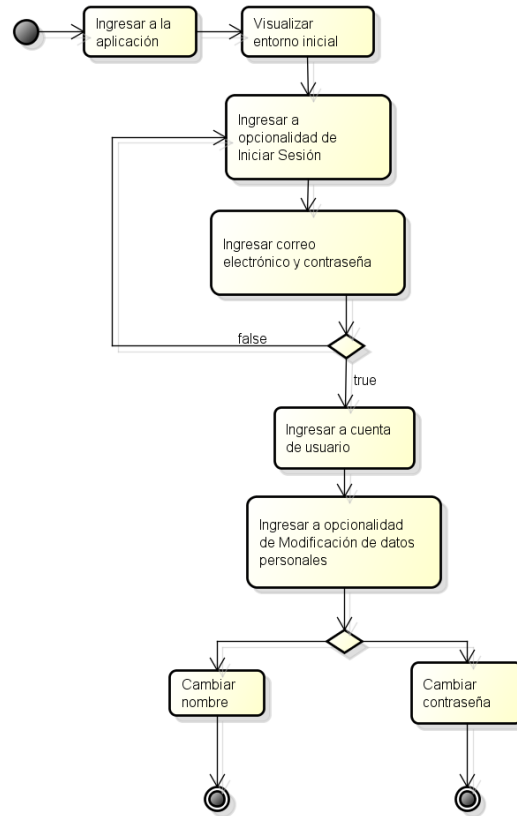 Ingresar a la
aplicación
Visualizar
entorno inicial
Ingresar a
opcionalidad de
Iniciar Sesión
Ingresar correo
electrónico y contraseña
false
true
Ingresar a cuenta
de usuario
Ingresar a opcionalidad
de Modificación de datos
personales
Cambiar
nombre
Cambiar
contraseña